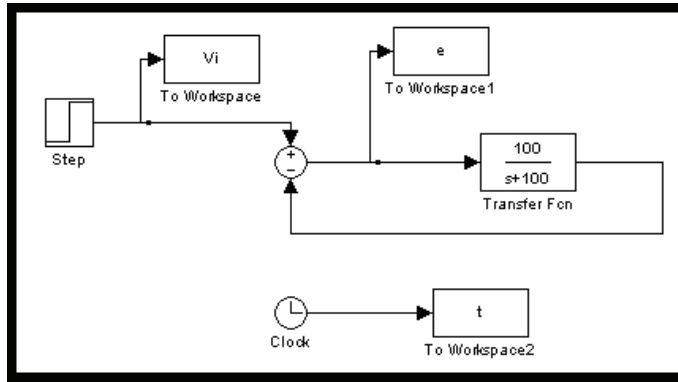 Vi
To Workspace
e
To Workspace1
Step
+
−
100
s+100
Transfer Fcn
t
Clock
To Workspace2